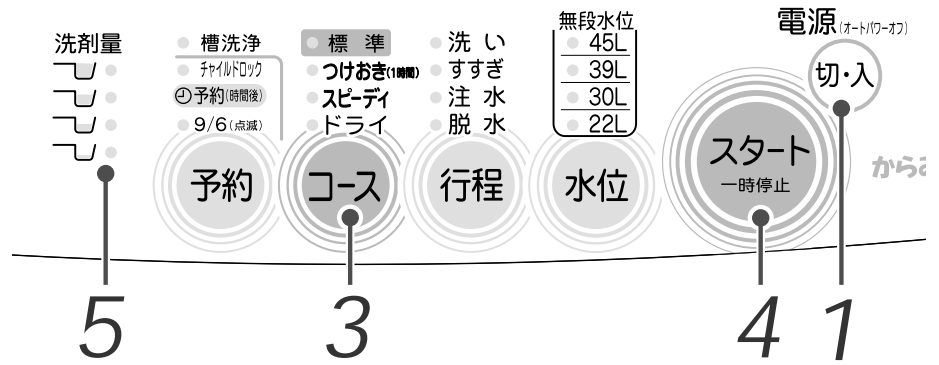 洗剤量
槽洗浄
チャイルドロック
予約(時間後)
9/6(点滅)
標 準
つけおき(1時間)
スピーディ
ドライ
洗 い
すすぎ
注 水
脱 水
無段水位
45L
39L
30L
22L
電源(オートパワーオフ)
切・入
予約
コース
行程
水位
スタート
一時停止
から
5
3
4
1